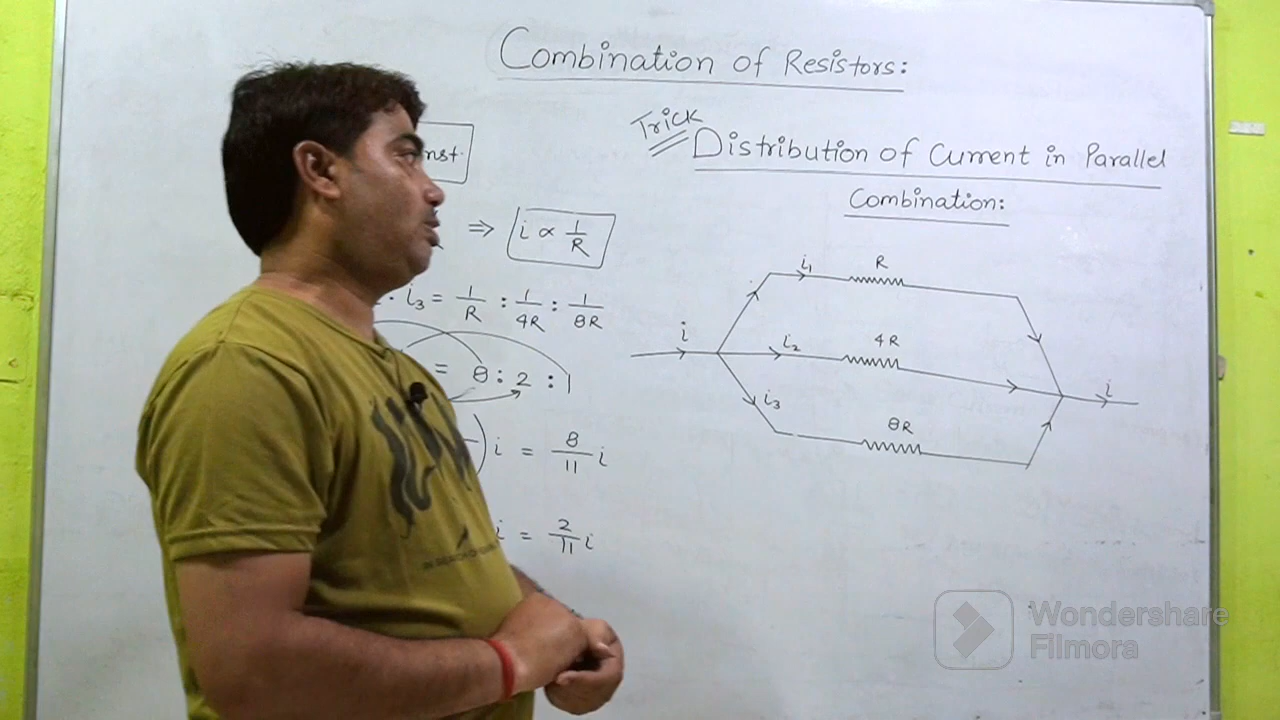 Combination of Resistors:
Trick
Distribution of Current in Parallel
Combination:
nst.
⇒ i ∝ 1/R
i₃ = 1/R : 1/4R : 1/8R
= 8 : 2 : 1
) i = 8/11 i
i = 2/11 i
i₁ R
i
i₂ 4R
i
i₃ 8R
Wondershare
Filmora